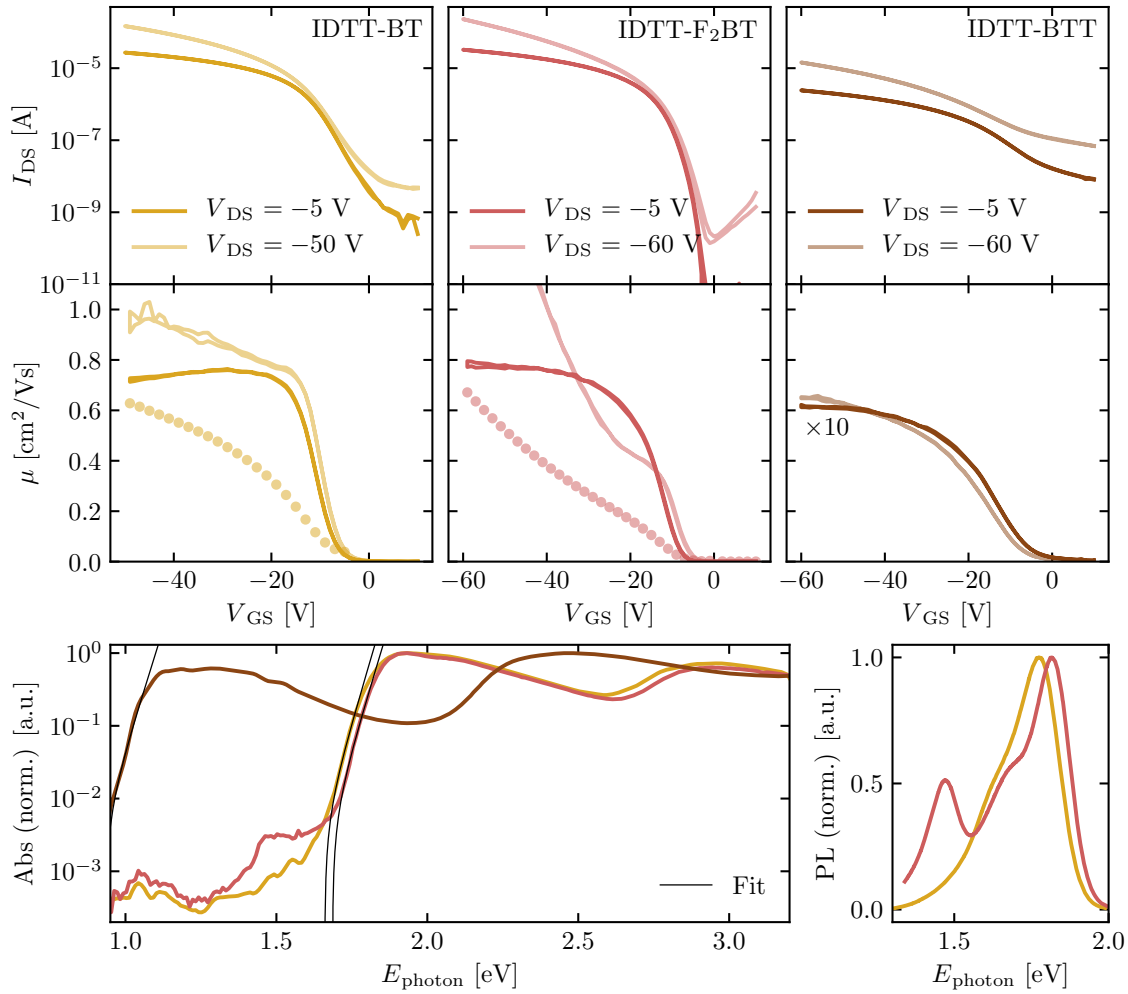 IDTT-BT IDTT-F₂BT IDTT-BTT
I_DS [A]
10⁻⁵
10⁻⁷
10⁻⁹
10⁻¹¹
V_DS = −5 V V_DS = −5 V V_DS = −5 V
V_DS = −50 V V_DS = −60 V V_DS = −60 V
μ [cm²/Vs]
1.0
0.8
0.6
0.4
0.2
0.0
×10
−40 −20 0 −60 −40 −20 0 −60 −40 −20 0
V_GS [V] V_GS [V] V_GS [V]
Abs (norm.) [a.u.]
10⁰
10⁻¹
10⁻²
10⁻³
Fit
1.0 1.5 2.0 2.5 3.0
E_photon [eV]
PL (norm.) [a.u.]
1.0
0.5
0.0
1.5 2.0
E_photon [eV]